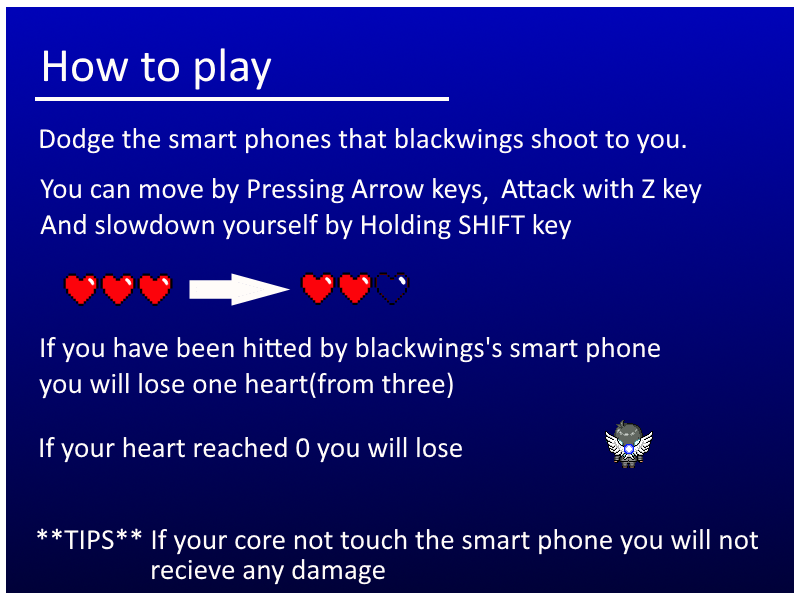 How to play
Dodge the smart phones that blackwings shoot to you.
You can move by Pressing Arrow keys, Attack with Z key
And slowdown yourself by Holding SHIFT key
If you have been hitted by blackwings's smart phone
you will lose one heart(from three)
If your heart reached 0 you will lose
**TIPS** If your core not touch the smart phone you will not
recieve any damage